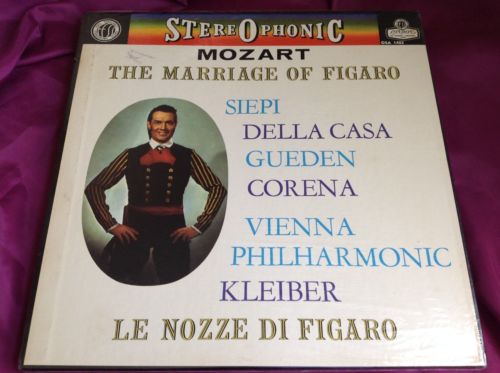 STEREOPHONIC
MOZART
THE MARRIAGE OF FIGARO
SIEPI
DELLA CASA
GUEDEN
CORENA
VIENNA
PHILHARMONIC
KLEIBER
LE NOZZE DI FIGARO